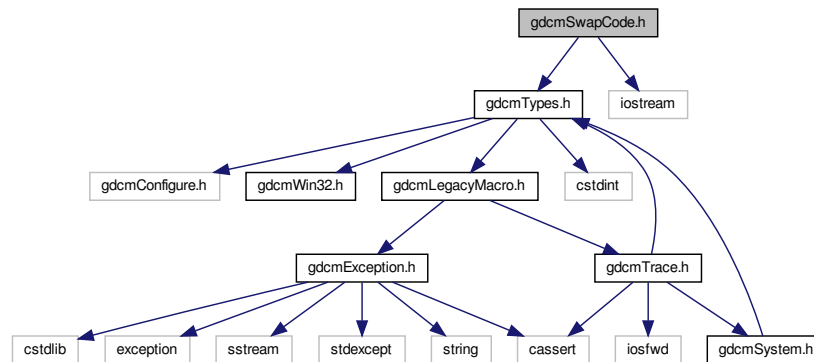 gdcmSwapCode.h
gdcmTypes.h
iostream
gdcmConfigure.h
gdcmWin32.h
gdcmLegacyMacro.h
cstdint
gdcmException.h
gdcmTrace.h
cstdlib
exception
sstream
stdexcept
string
cassert
iosfwd
gdcmSystem.h